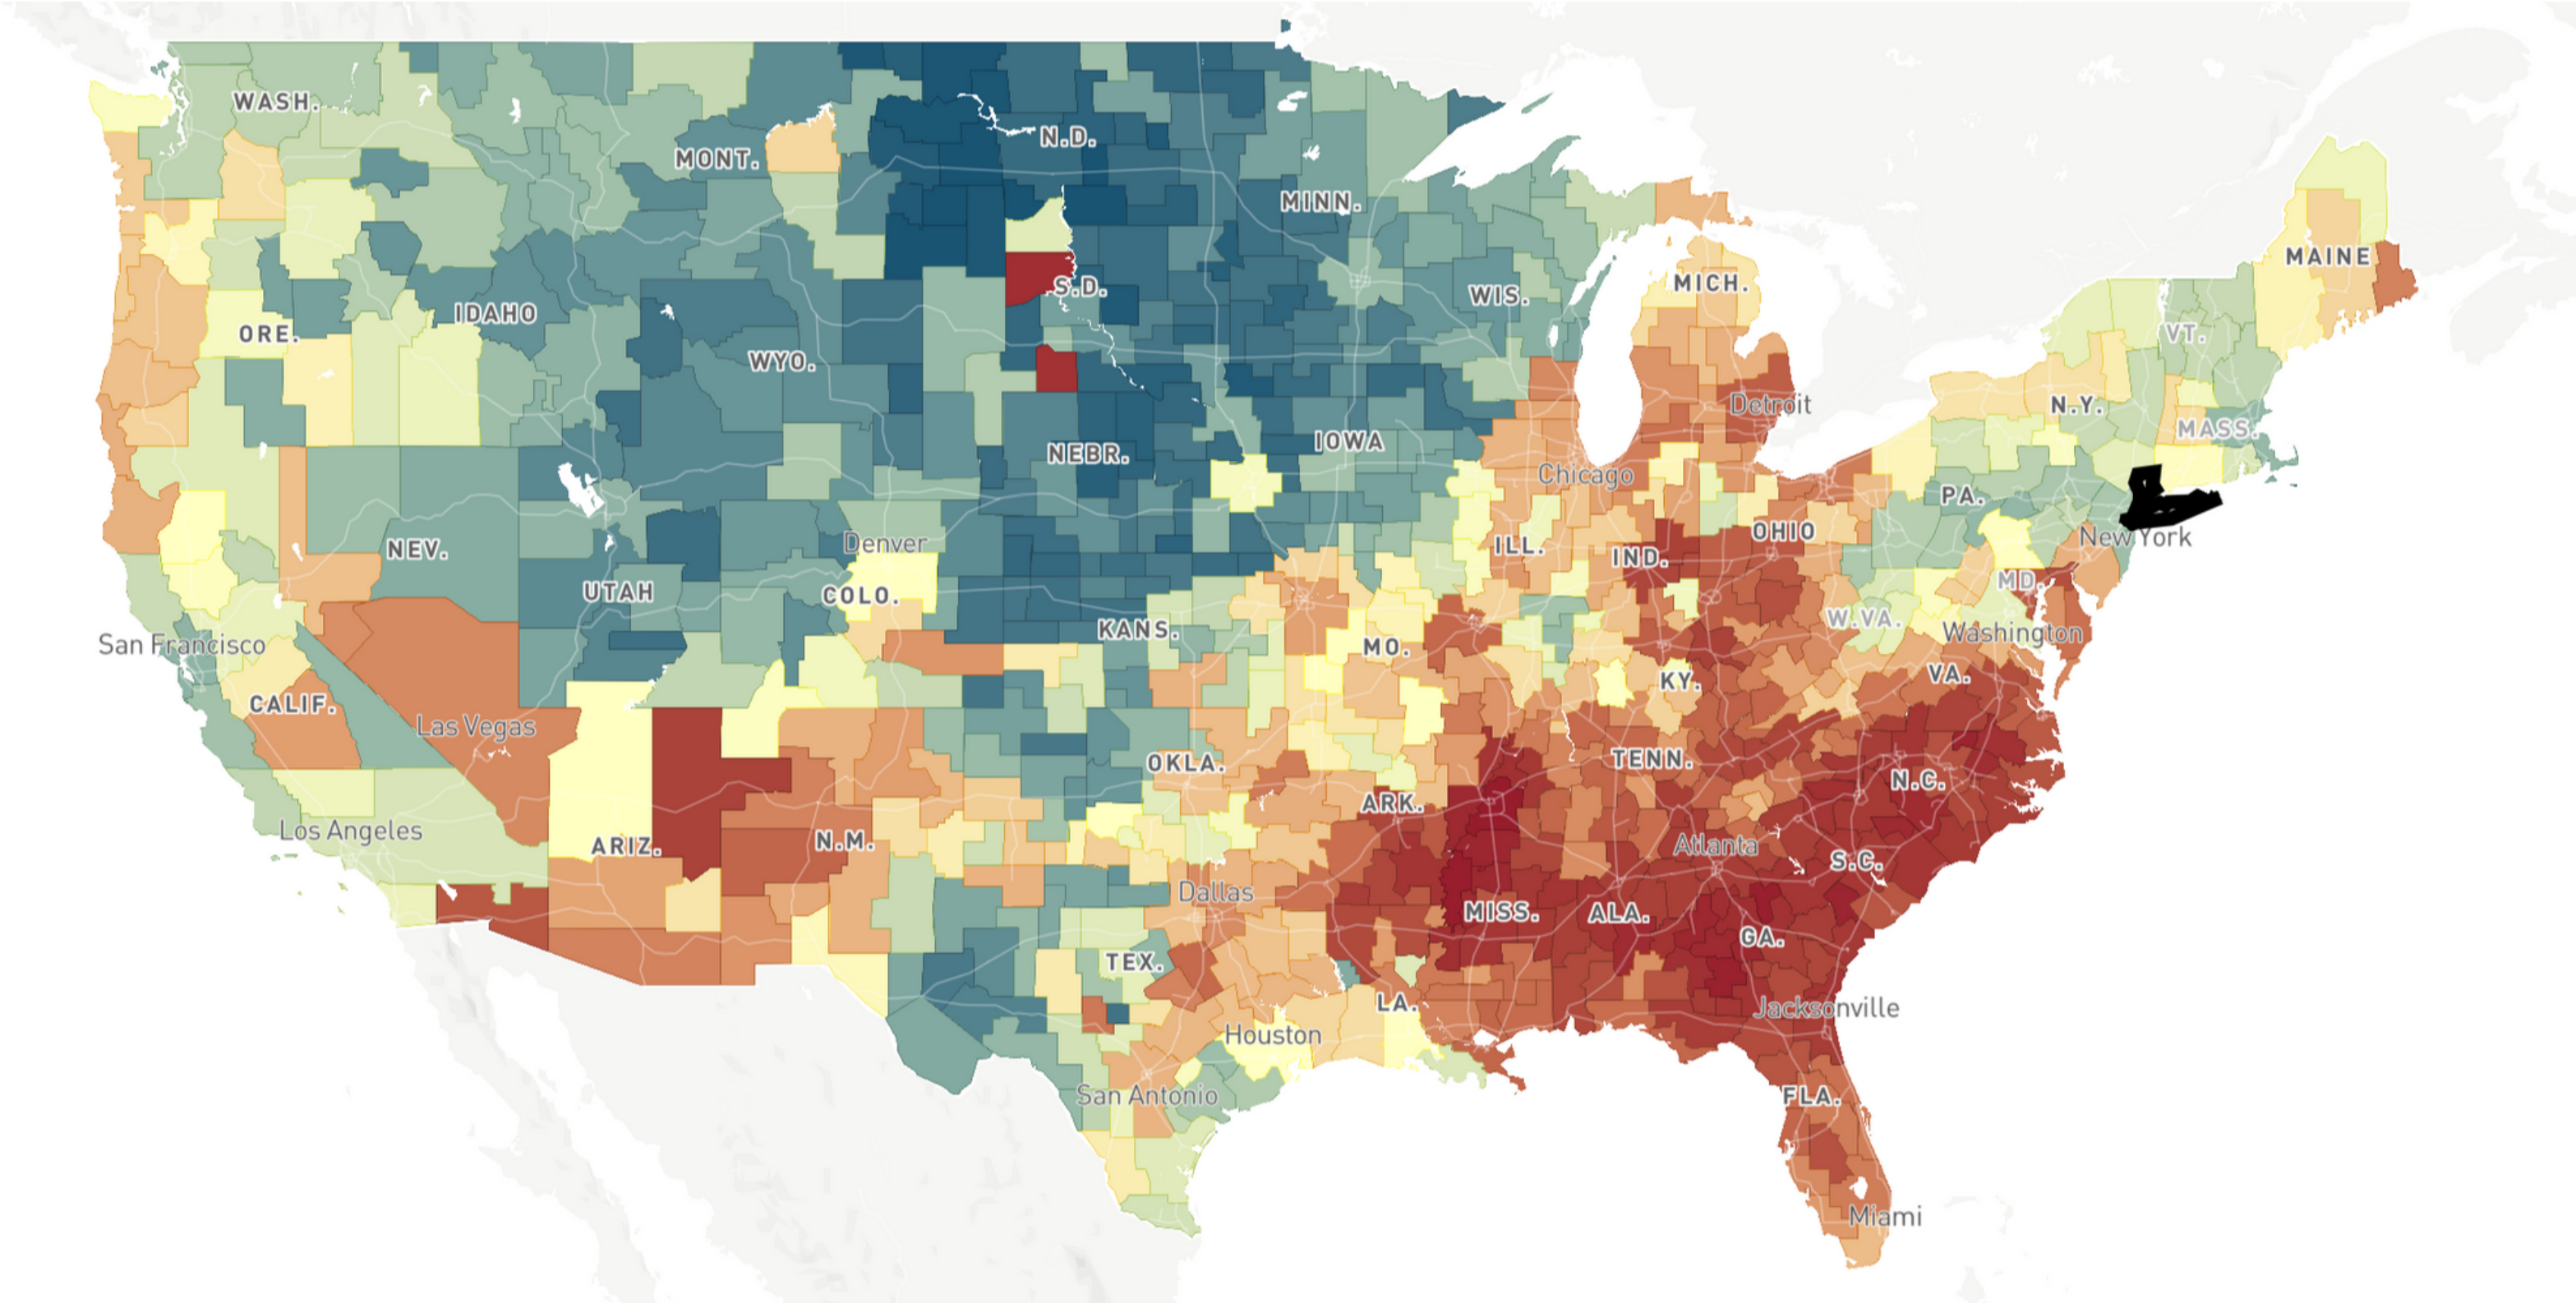 WASH.
N.D.
MONT.
MINN.
MAINE
MICH.
S.D.
WIS.
IDAHO
ORE.
VT.
WYO.
Detroit
N.Y.
MASS.
IOWA
NEBR.
Chicago
PA.
OHIO
New York
Denver
ILL.
NEV.
IND.
MD.
UTAH
COLO.
W.VA.
KANS.
Washington
San Francisco
MO.
VA.
KY.
CALIF.
Las Vegas
TENN.
OKLA.
N.C.
ARK.
Los Angeles
N.M.
ARIZ.
Atlanta
S.C.
Dallas
MISS.
ALA.
GA.
TEX.
LA.
Jacksonville
Houston
San Antonio
FLA.
Miami